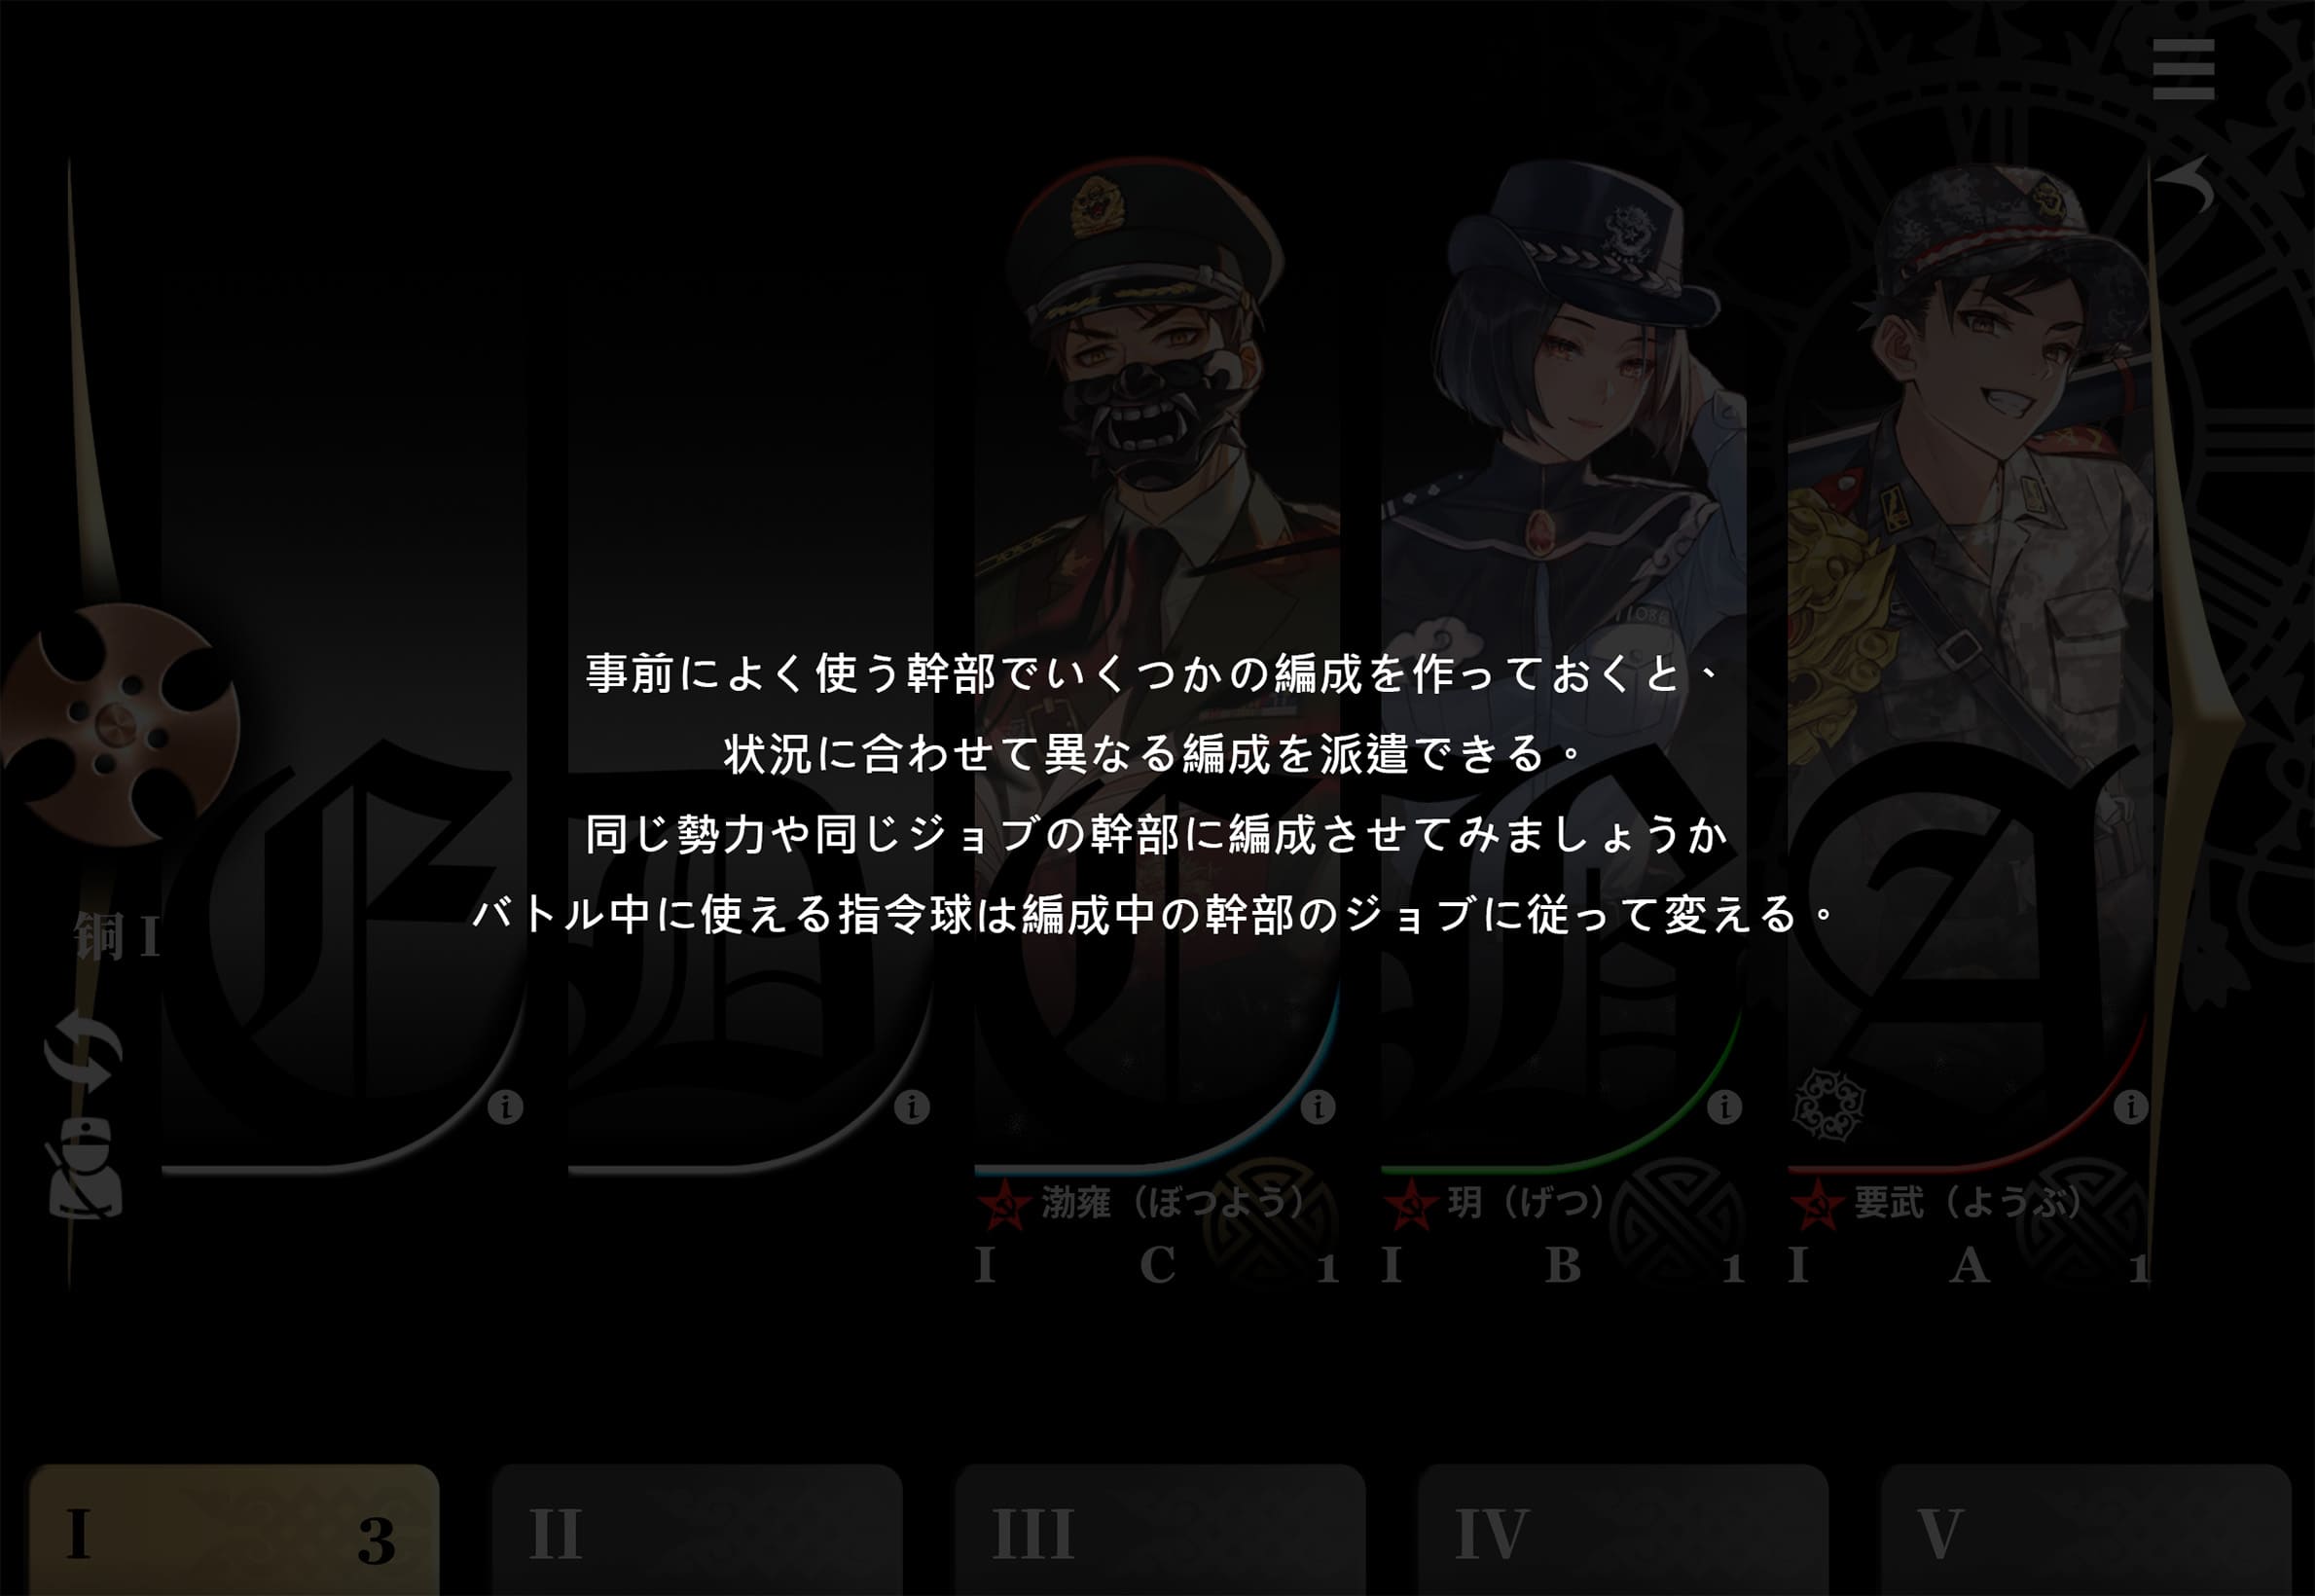 事前によく使う幹部でいくつかの編成を作っておくと、
状況に合わせて異なる編成を派遣できる。
同じ勢力や同じジョブの幹部に編成させてみましょうか
バトル中に使える指令球は編成中の幹部のジョブに従って変える。
铜 I
E D C B A
11086
渤雍（ぼつよう） 玥（げつ） 要武（ようぶ）
I C 1 I B 1 I A 1
I 3 II III IV V